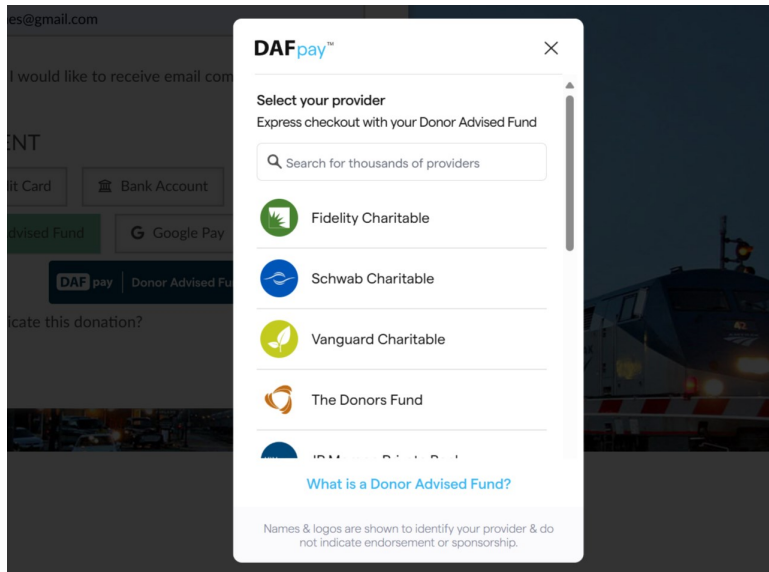 es@gmail.com
I would like to receive email com
ENT
it Card
Bank Account
dvised Fund
G Google Pay
DAF pay Donor Advised Fu
icate this donation?
DAFpay™
Select your provider
Express checkout with your Donor Advised Fund
Search for thousands of providers
Fidelity Charitable
Schwab Charitable
Vanguard Charitable
The Donors Fund
What is a Donor Advised Fund?
Names & logos are shown to identify your provider & do
not indicate endorsement or sponsorship.
42